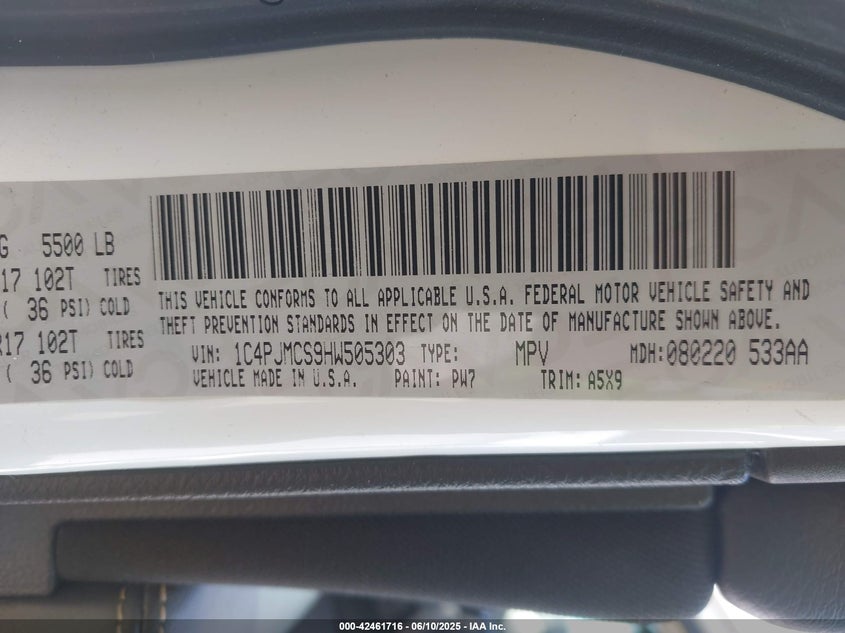 G 5500 LB
17 102T TIRES
( 36 PSI) COLD
R17 102T TIRES
( 36 PSI) COLD
THIS VEHICLE CONFORMS TO ALL APPLICABLE U.S.A. FEDERAL MOTOR VEHICLE SAFETY AND
THEFT PREVENTION STANDARDS IN EFFECT ON THE DATE OF MANUFACTURE SHOWN ABOVE.
VIN: 1C4PJMCS9HW505303 TYPE: MPV MDH:080220 533AA
VEHICLE MADE IN U.S.A. PAINT: PW7 TRIM: A5X9
000-42461716 - 06/10/2025 - IAA Inc.